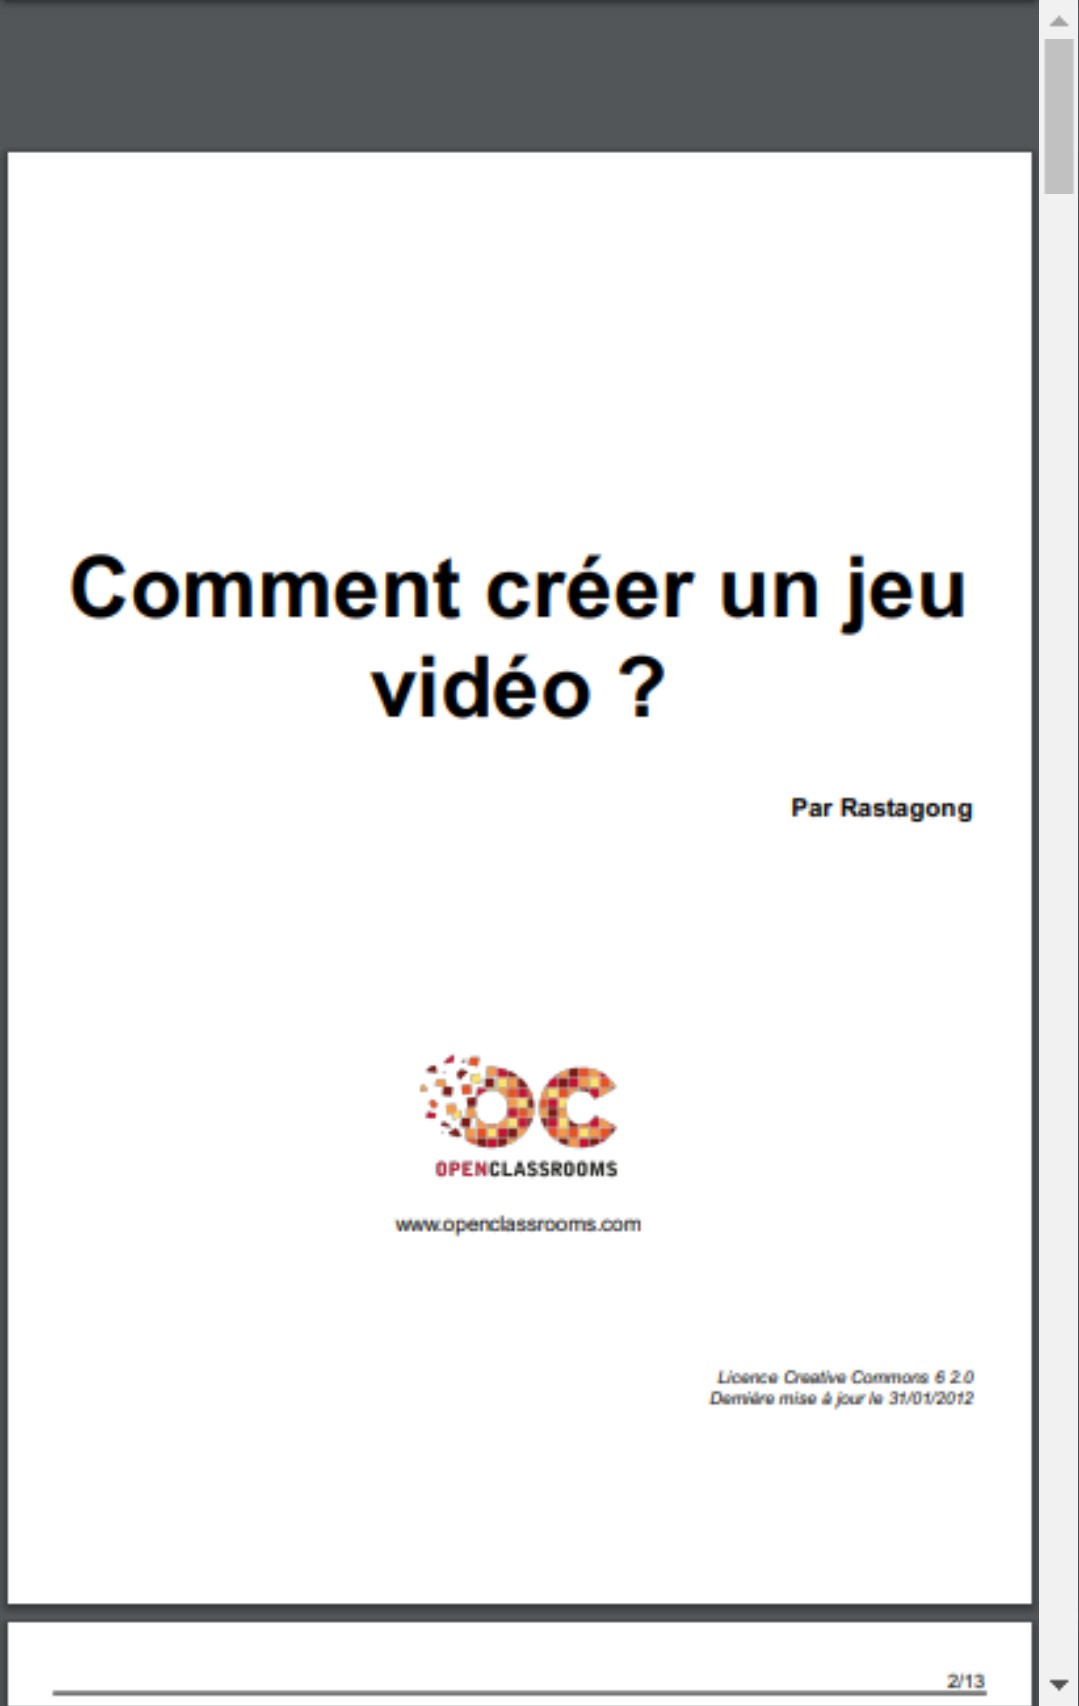 Comment créer un jeu
vidéo ?
Par Rastagong
OC
OPENCLASSROOMS
www.openclassrooms.com
Licence Creative Commons 6 2.0
Dernière mise à jour le 31/01/2012
2/13